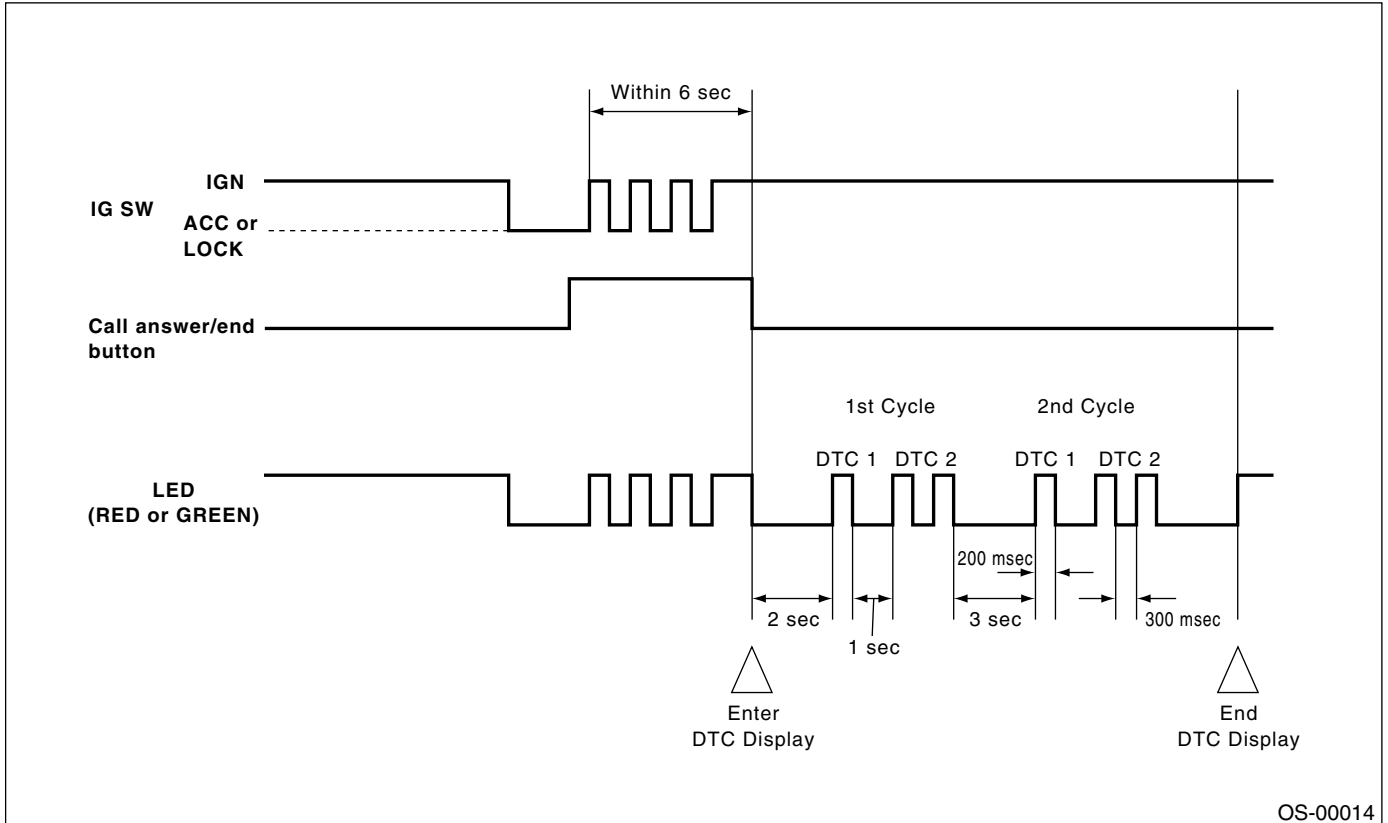 Within 6 sec
IGN
IG SW
ACC or
LOCK
Call answer/end
button
1st Cycle
2nd Cycle
DTC 1
DTC 2
DTC 1
DTC 2
LED
(RED or GREEN)
200 msec
2 sec
1 sec
3 sec
300 msec
Enter
DTC Display
End
DTC Display
OS-00014